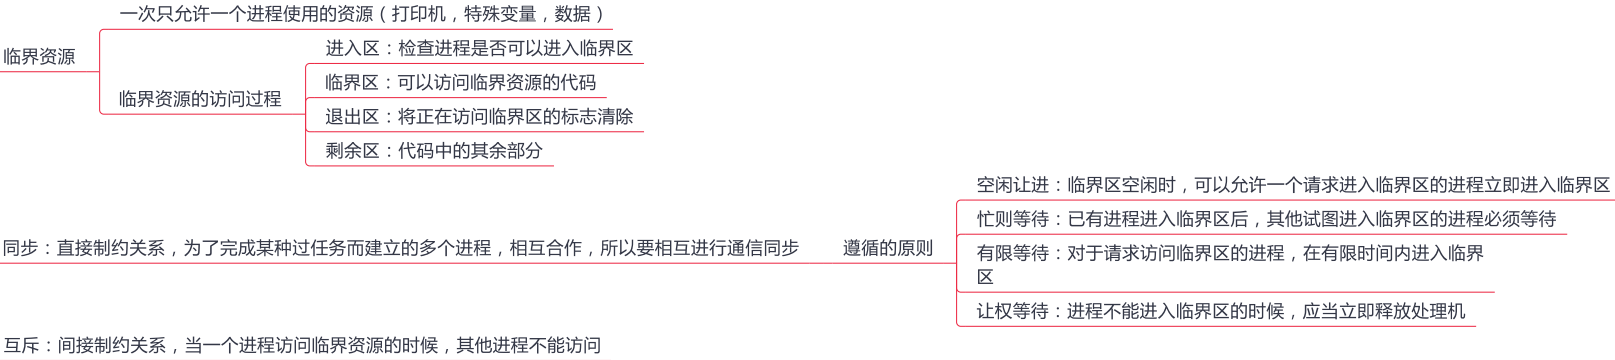 一次只允许一个进程使用的资源（打印机，特殊变量，数据）
临界资源
进入区：检查进程是否可以进入临界区
临界区：可以访问临界资源的代码
临界资源的访问过程
退出区：将正在访问临界区的标志清除
剩余区：代码中的其余部分
空闲让进：临界区空闲时，可以允许一个请求进入临界区的进程立即进入临界区
忙则等待：已有进程进入临界区后，其他试图进入临界区的进程必须等待
同步：直接制约关系，为了完成某种过任务而建立的多个进程，相互合作，所以要相互进行通信同步
遵循的原则
有限等待：对于请求访问临界区的进程，在有限时间内进入临界
区
让权等待：进程不能进入临界区的时候，应当立即释放处理机
互斥：间接制约关系，当一个进程访问临界资源的时候，其他进程不能访问